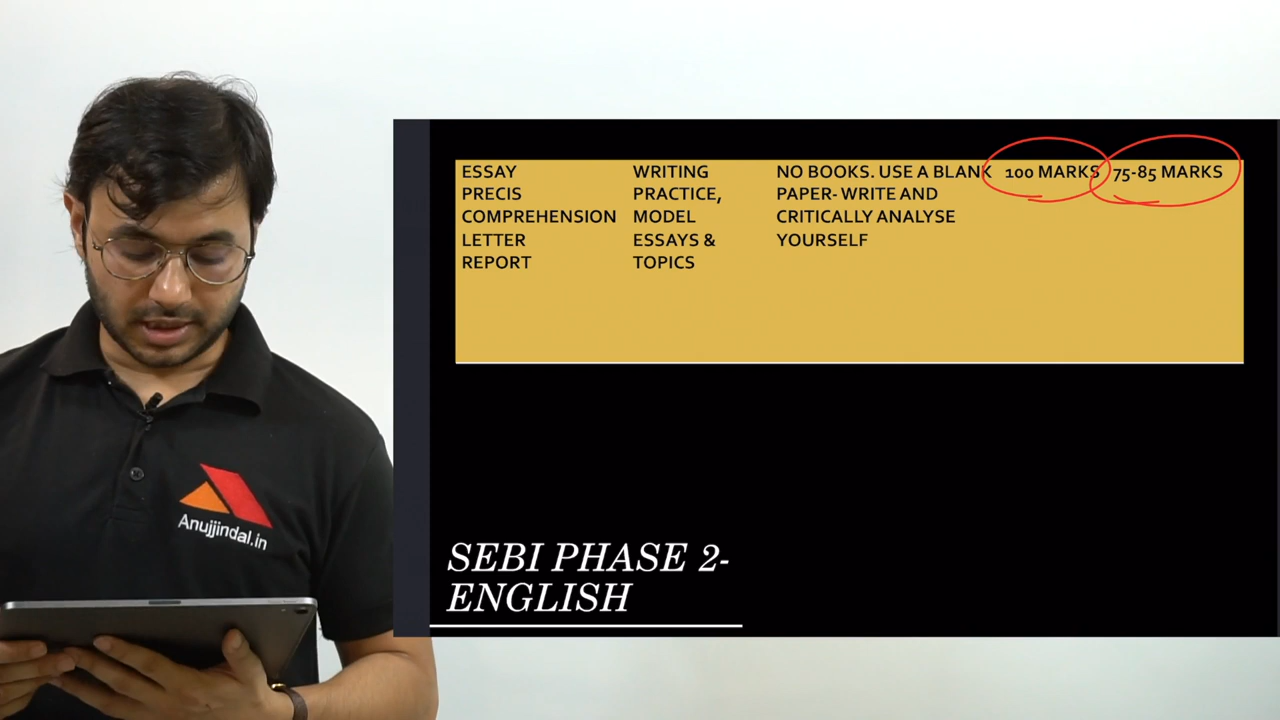 ESSAY
PRECIS
COMPREHENSION
LETTER
REPORT
WRITING
PRACTICE,
MODEL
ESSAYS &
TOPICS
NO BOOKS. USE A BLANK
PAPER- WRITE AND
CRITICALLY ANALYSE
YOURSELF
100 MARKS
75-85 MARKS
SEBI PHASE 2-
ENGLISH
Anujjindal.in